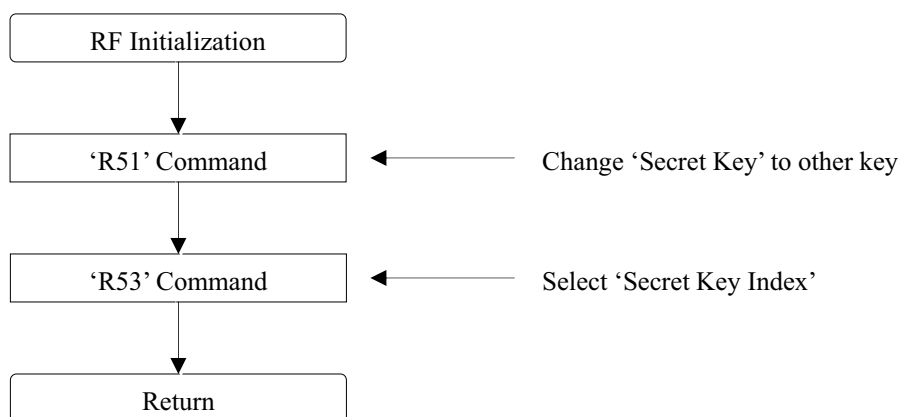 RF Initialization
‘R51’ Command
Change ‘Secret Key’ to other key
‘R53’ Command
Select ‘Secret Key Index’
Return